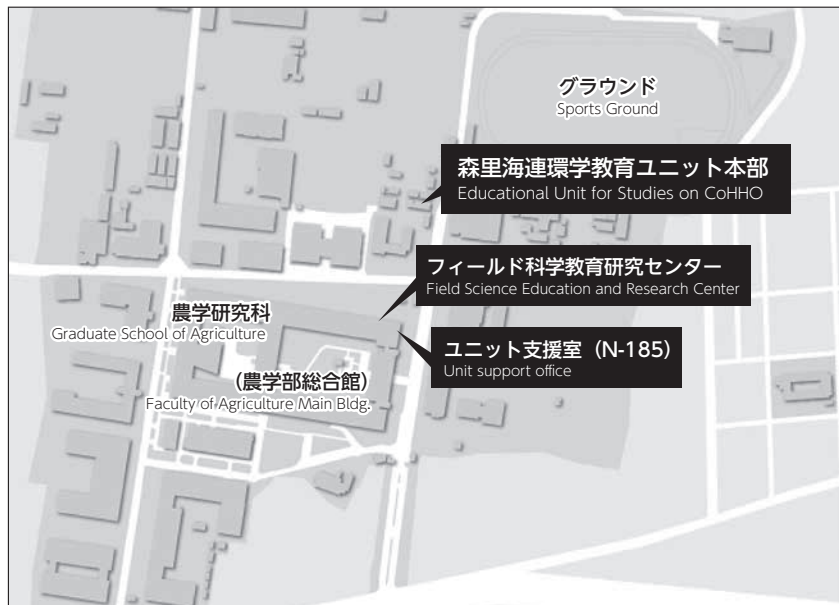 グラウンド
Sports Ground
森里海連環学教育ユニット本部
Educational Unit for Studies on CoHHO
フィールド科学教育研究センター
Field Science Education and Research Center
農学研究科
Graduate School of Agriculture
ユニット支援室（N-185）
Unit support office
（農学部総合館）
Faculty of Agriculture Main Bldg.